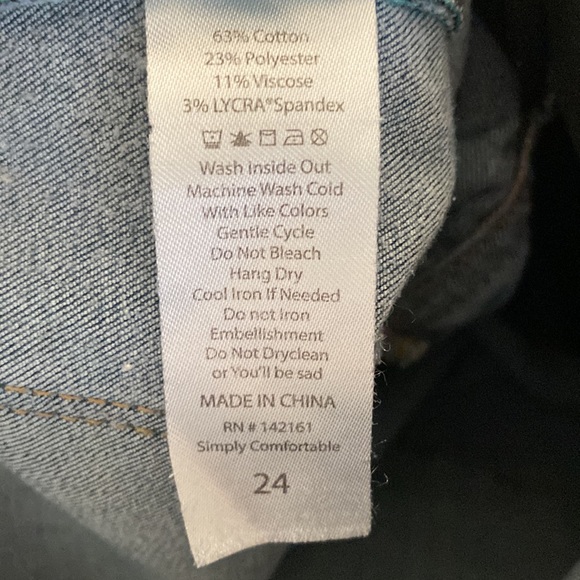 63% Cotton
23% Polyester
11% Viscose
3% LYCRA® Spandex
Wash Inside Out
Machine Wash Cold
With Like Colors
Gentle Cycle
Do Not Bleach
Hang Dry
Cool Iron If Needed
Do not Iron
Embellishment
Do Not Dryclean
or You'll be sad
MADE IN CHINA
RN # 142161
Simply Comfortable
24